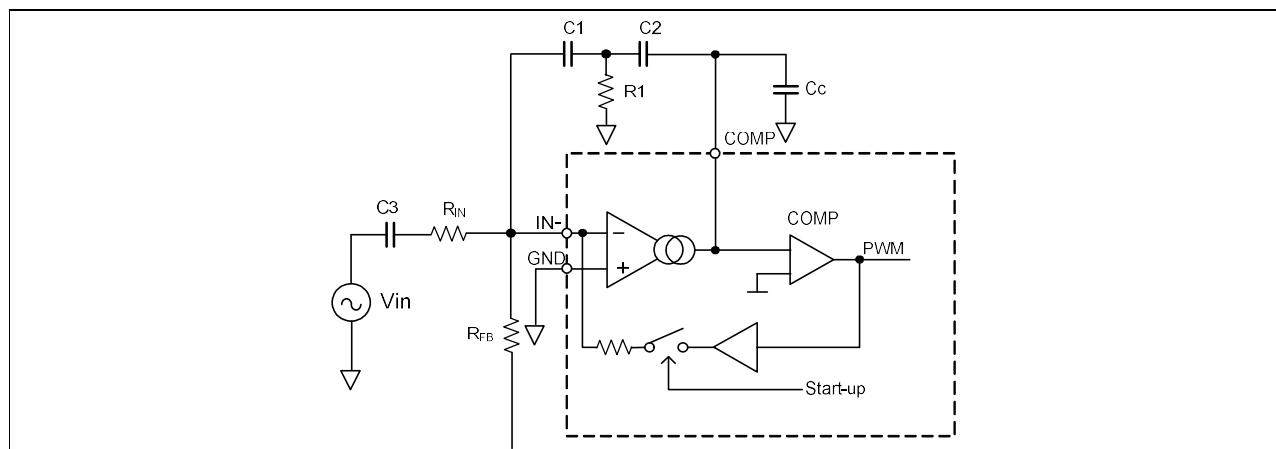 C1
C2
R1
Cc
COMP
C3
RIN
IN-
COMP
GND
PWM
Vin
RFB
Start-up